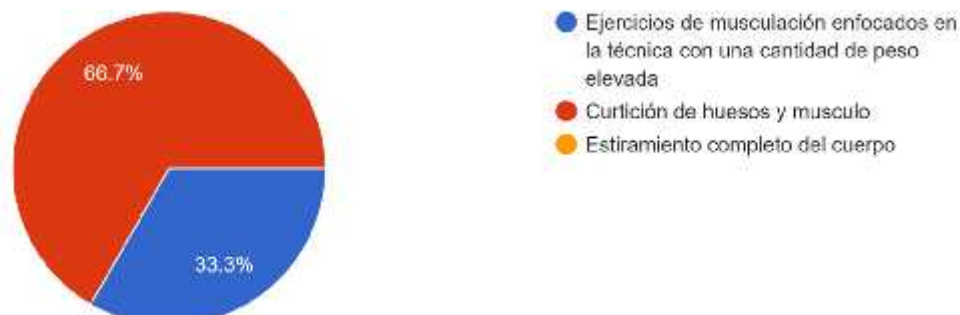 66.7%
33.3%
Ejercicios de musculación enfocados en
la técnica con una cantidad de peso
elevada
Curtición de huesos y musculo
Estiramiento completo del cuerpo